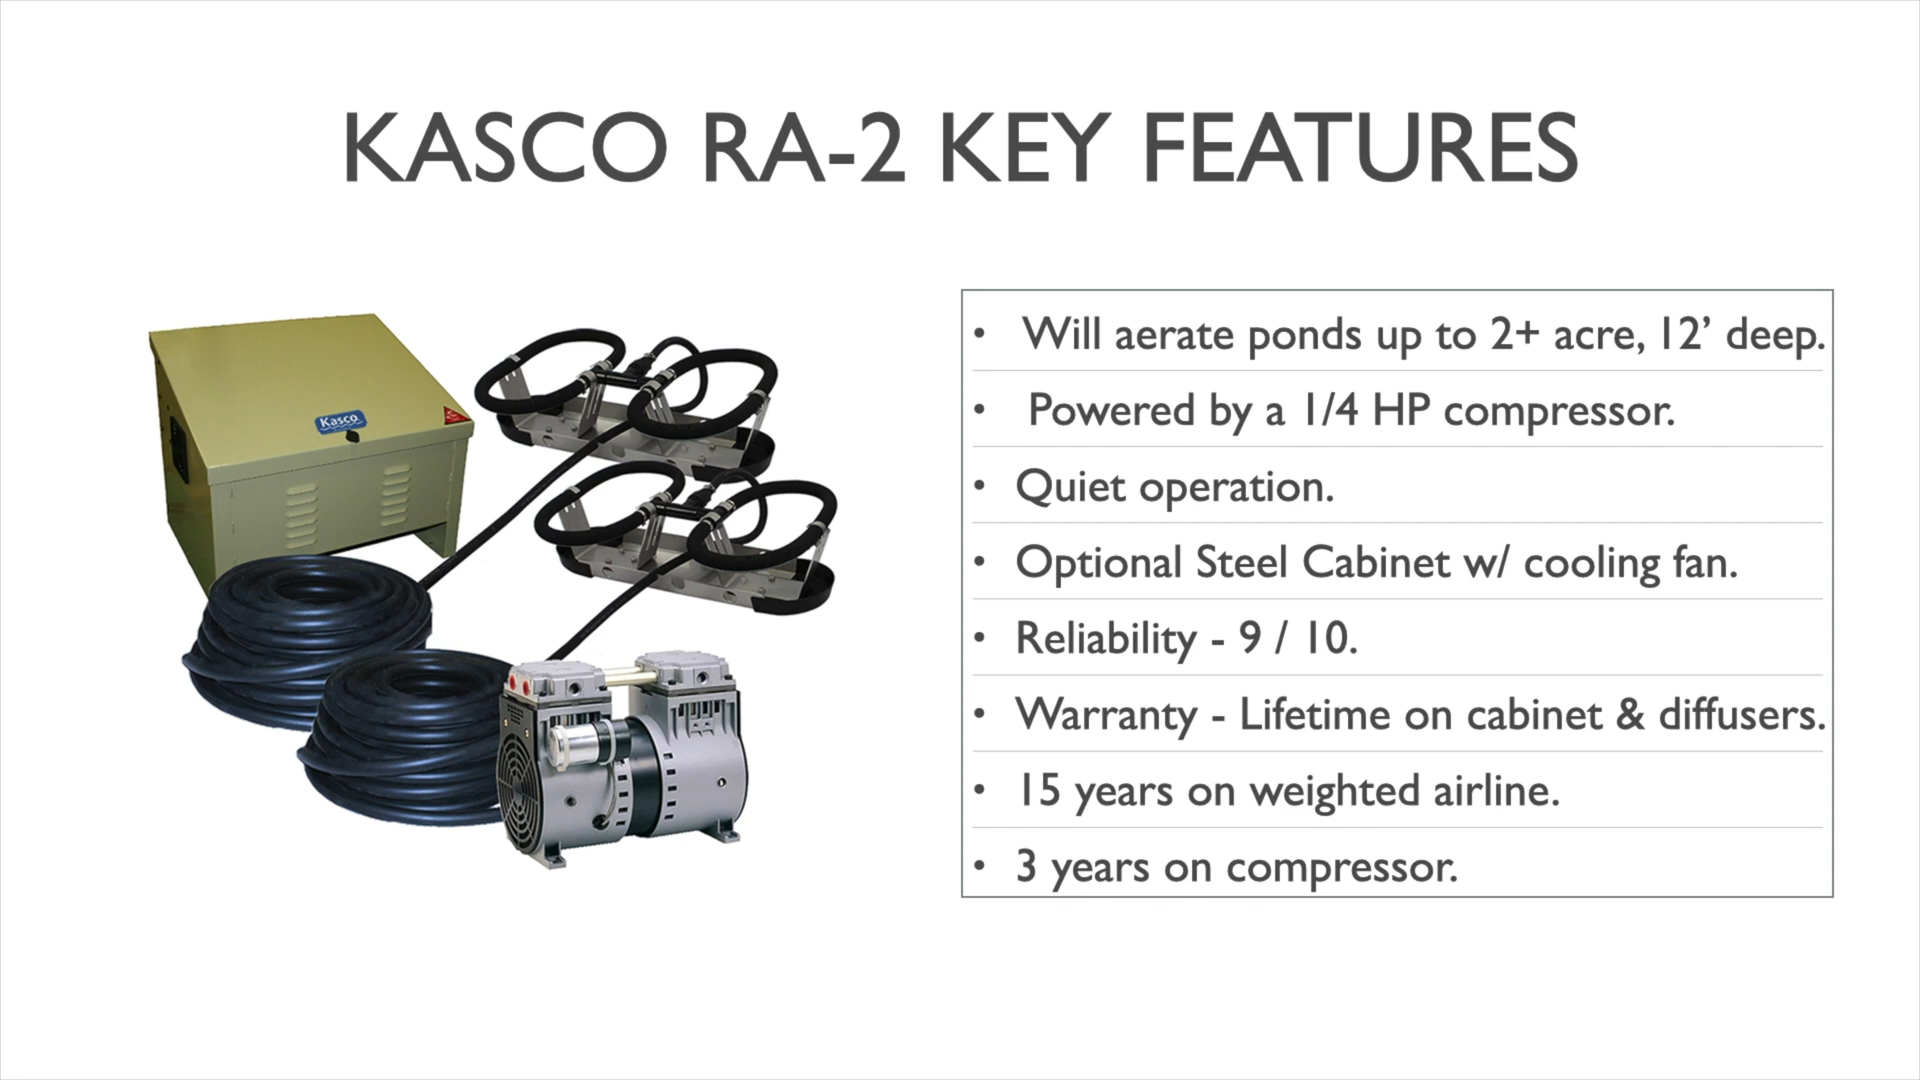 KASCO RA-2 KEY FEATURES
Kasco
• Will aerate ponds up to 2+ acre, 12’ deep.
• Powered by a 1/4 HP compressor.
• Quiet operation.
• Optional Steel Cabinet w/ cooling fan.
• Reliability - 9 / 10.
• Warranty - Lifetime on cabinet & diffusers.
• 15 years on weighted airline.
• 3 years on compressor.